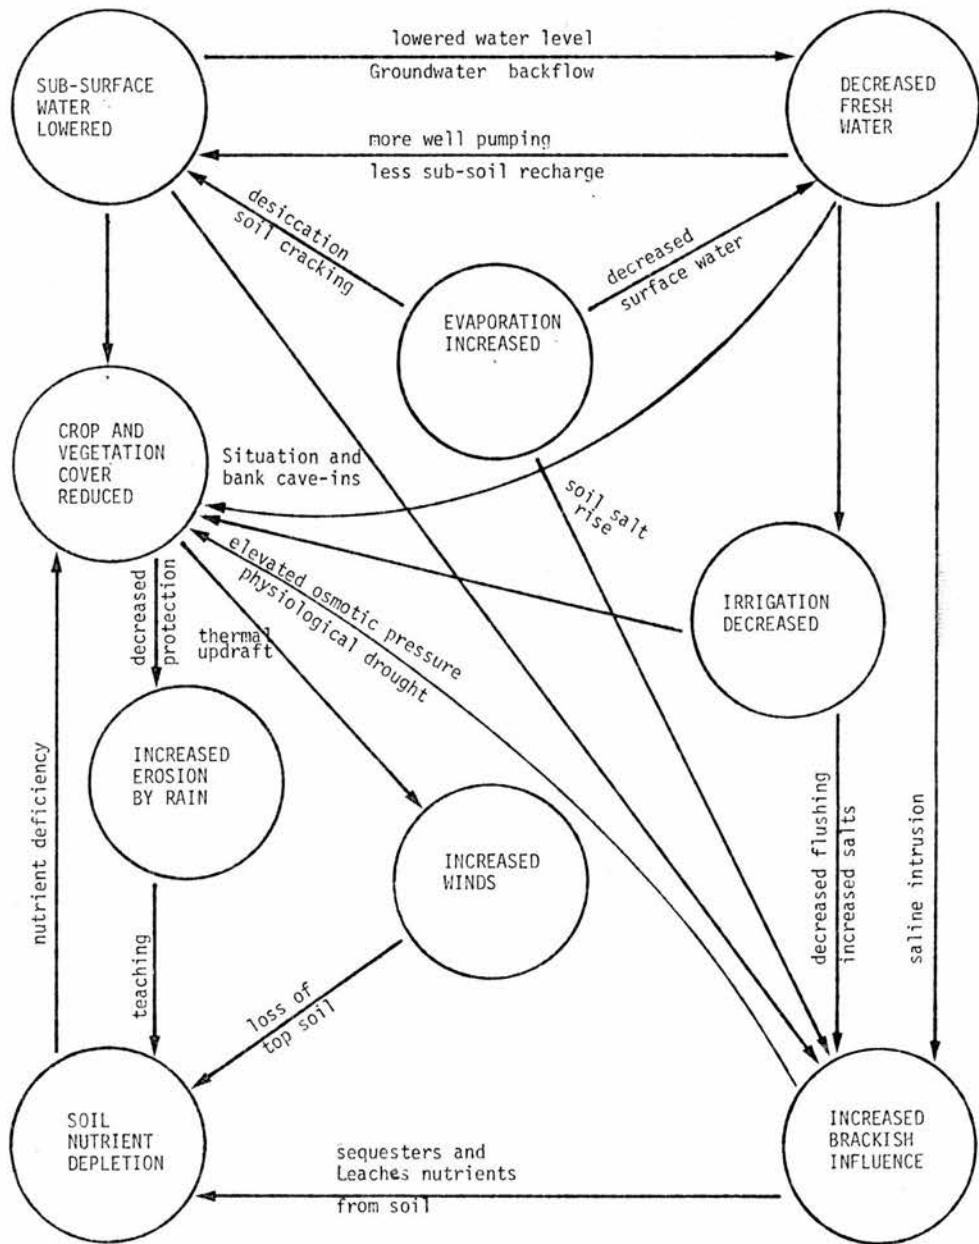 lowered water level
Groundwater backflow
SUB-SURFACE
WATER
LOWERED
DECREASED
FRESH
WATER
more well pumping
less sub-soil recharge
desiccation
soil cracking
decreased
surface water
EVAPORATION
INCREASED
CROP AND
VEGETATION
COVER
REDUCED
Situation and
bank cave-ins
soil salt
rise
elevated osmotic pressure
physiological drought
IRRIGATION
DECREASED
decreased
protection
thermal
updraft
INCREASED
EROSION
BY RAIN
nutrient deficiency
INCREASED
WINDS
decreased flushing
increased salts
saline intrusion
teaching
loss of
top soil
SOIL
NUTRIENT
DEPLETION
sequesters and
Leaches nutrients
from soil
INCREASED
BRACKISH
INFLUENCE